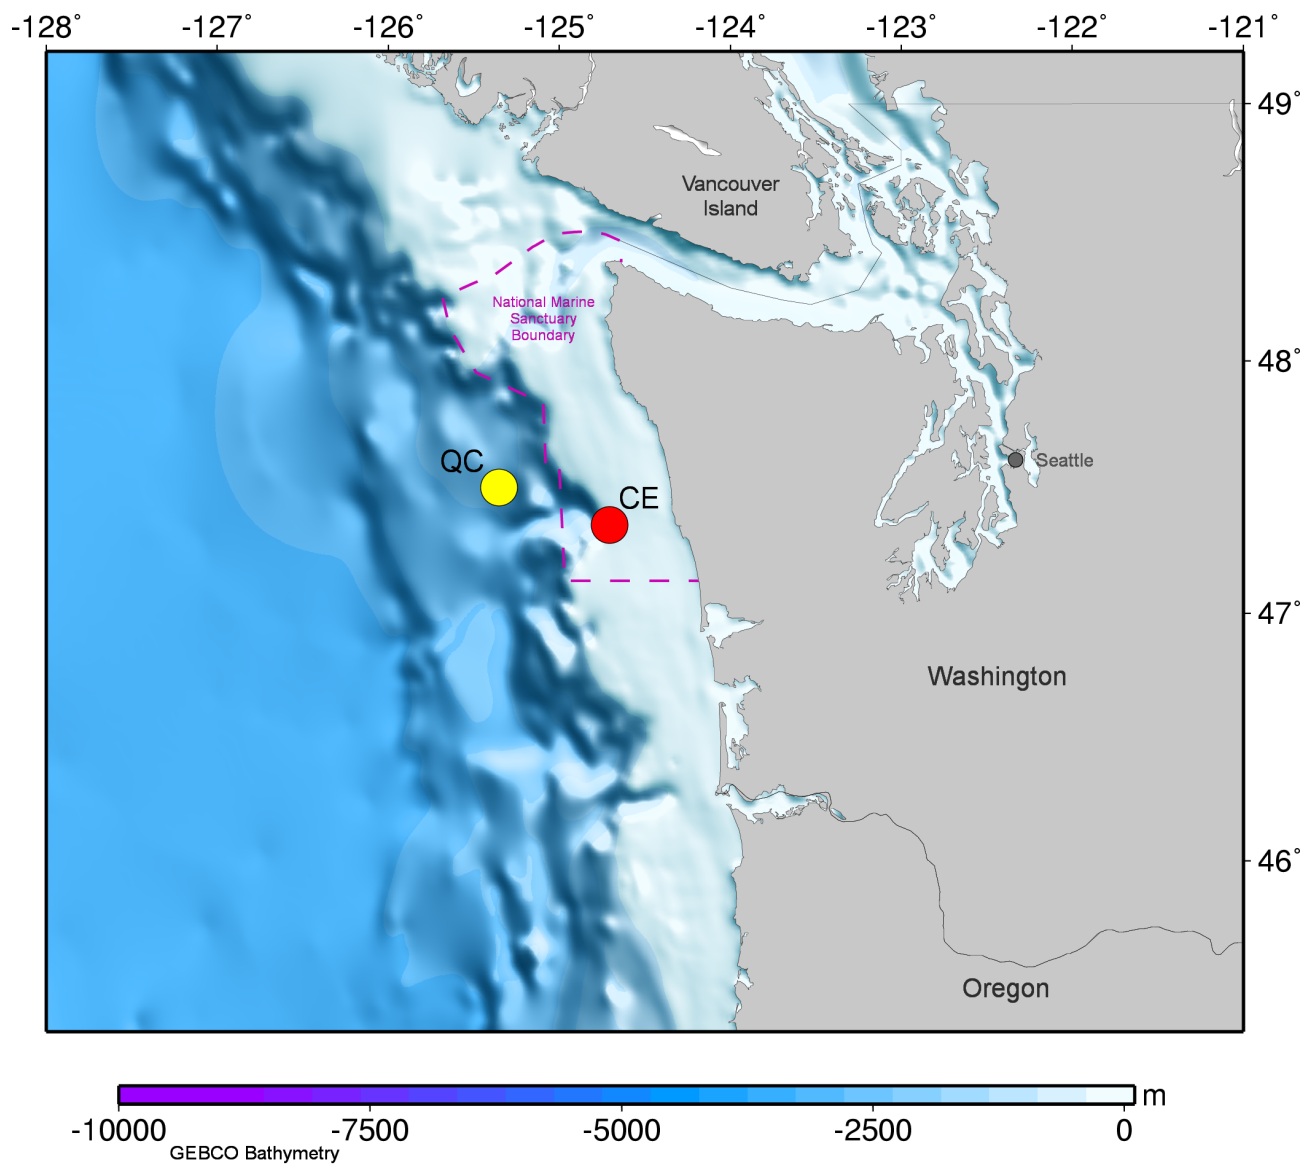 -128˚ -127˚ -126˚ -125˚ -124˚ -123˚ -122˚ -121˚
49˚
Vancouver
Island
National Marine
Sanctuary
Boundary
48˚
QC
Seattle
CE
47˚
Washington
46˚
Oregon
m
-10000 -7500 -5000 -2500 0
GEBCO Bathymetry